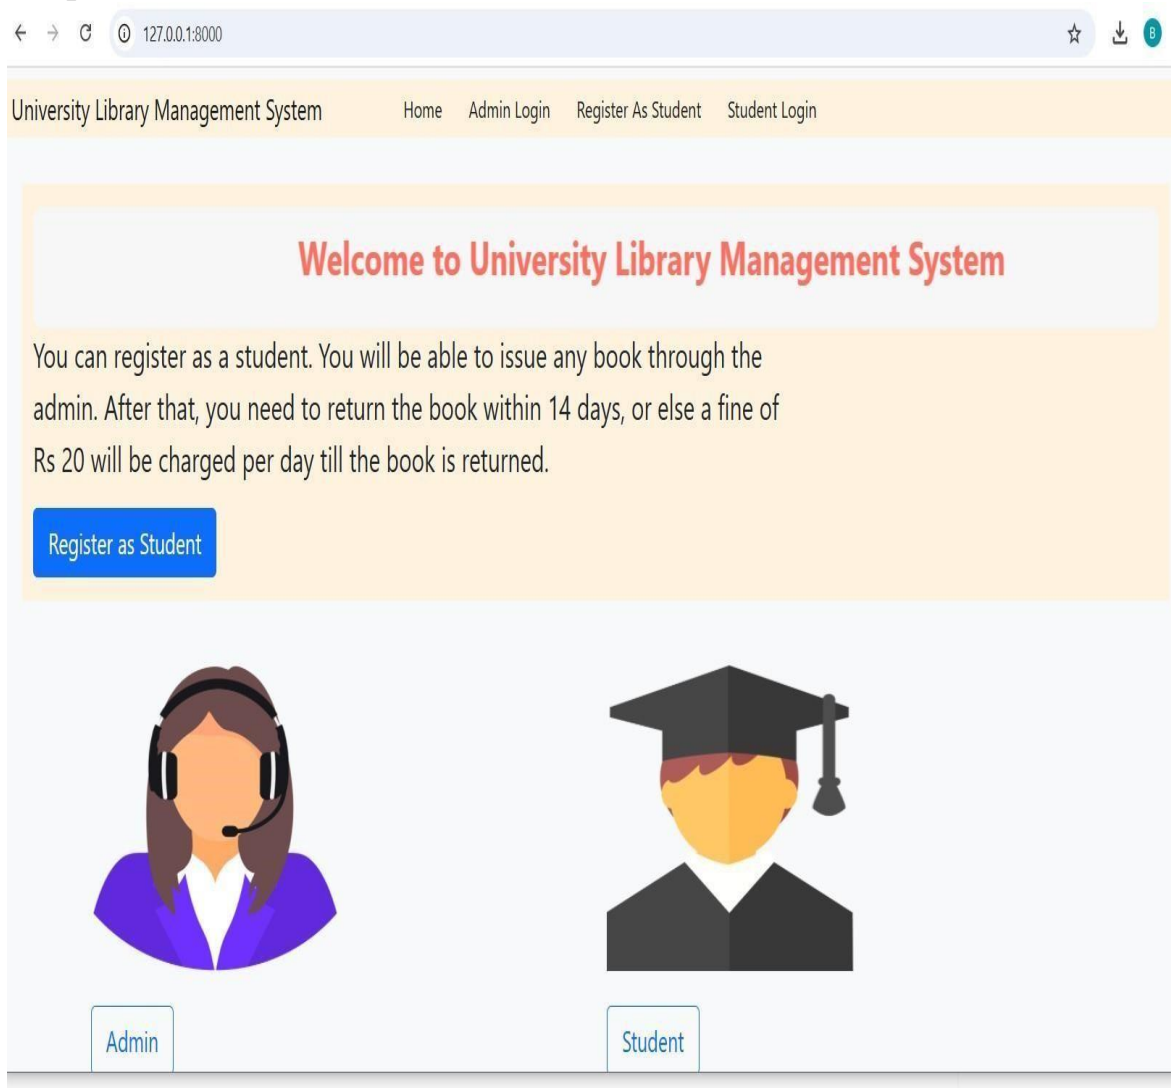 127.0.0.1:8000
B
University Library Management System Home Admin Login Register As Student Student Login
Welcome to University Library Management System
You can register as a student. You will be able to issue any book through the
admin. After that, you need to return the book within 14 days, or else a fine of
Rs 20 will be charged per day till the book is returned.
Register as Student
Admin Student